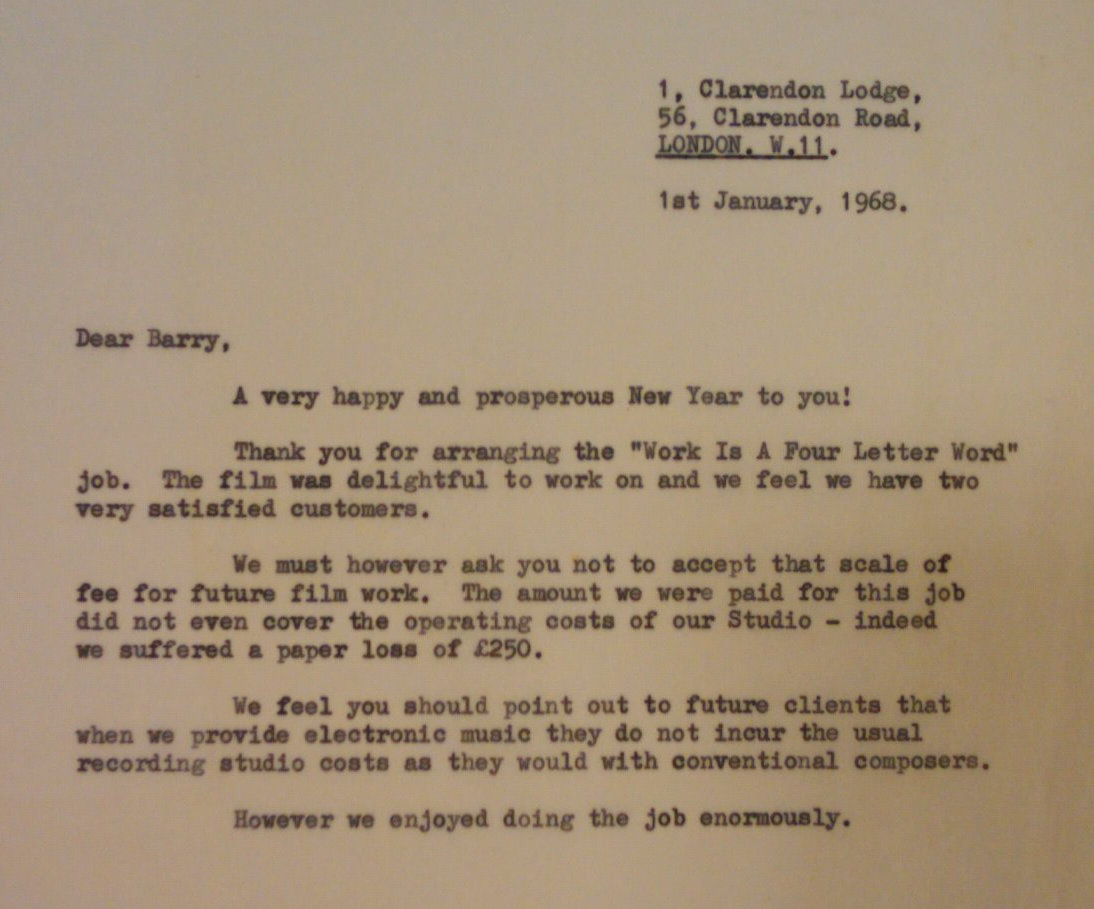 1, Clarendon Lodge,
56, Clarendon Road,
LONDON. W.11.
1st January, 1968.
Dear Barry,
A very happy and prosperous New Year to you!
Thank you for arranging the "Work Is A Four Letter Word"
job. The film was delightful to work on and we feel we have two
very satisfied customers.
We must however ask you not to accept that scale of
fee for future film work. The amount we were paid for this job
did not even cover the operating costs of our Studio - indeed
we suffered a paper loss of £250.
We feel you should point out to future clients that
when we provide electronic music they do not incur the usual
recording studio costs as they would with conventional composers.
However we enjoyed doing the job enormously.